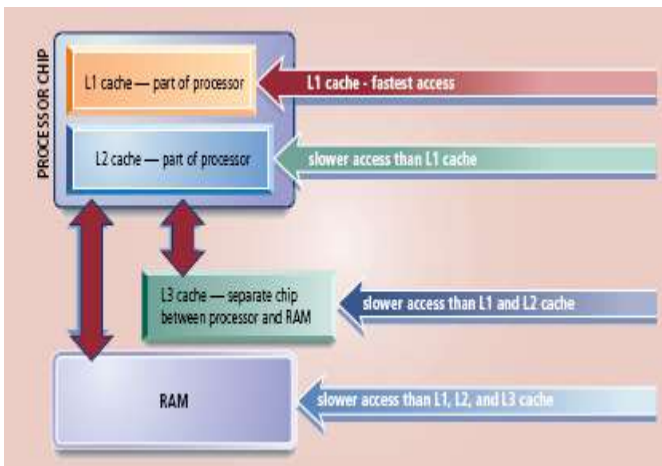 PROCESSOR CHIP
L1 cache — part of processor
L1 cache - fastest access
L2 cache — part of processor
slower access than L1 cache
L3 cache — separate chip
between processor and RAM
slower access than L1 and L2 cache
RAM
slower access than L1, L2, and L3 cache